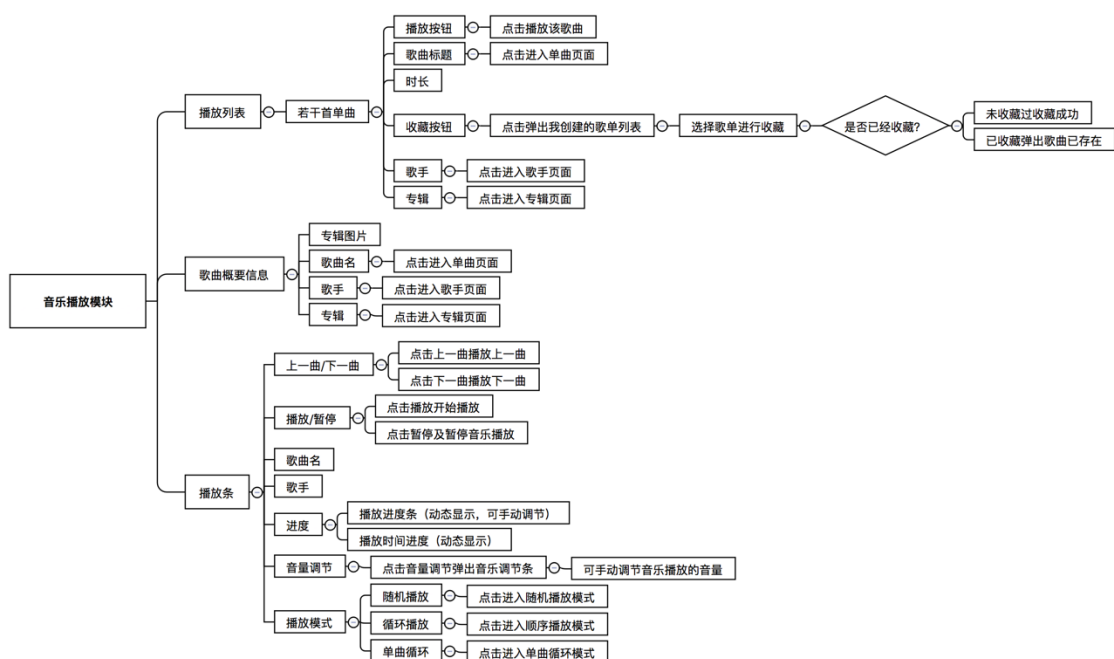 音乐播放模块
播放列表
若干首单曲
播放按钮
点击播放该歌曲
歌曲标题
点击进入单曲页面
时长
收藏按钮
点击弹出我创建的歌单列表
选择歌单进行收藏
是否已经收藏?
未收藏过收藏成功
已收藏弹出歌曲已存在
歌手
点击进入歌手页面
专辑
点击进入专辑页面
歌曲概要信息
专辑图片
歌曲名
点击进入单曲页面
歌手
点击进入歌手页面
专辑
点击进入专辑页面
播放条
上一曲/下一曲
点击上一曲播放上一曲
点击下一曲播放下一曲
播放/暂停
点击播放开始播放
点击暂停及暂停音乐播放
歌曲名
歌手
进度
播放进度条（动态显示，可手动调节）
播放时间进度（动态显示）
音量调节
点击音量调节弹出音乐调节条
可手动调节音乐播放的音量
播放模式
随机播放
点击进入随机播放模式
循环播放
点击进入顺序播放模式
单曲循环
点击进入单曲循环模式